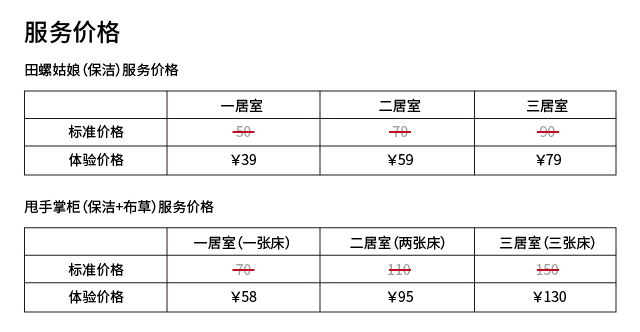 服务价格
田螺姑娘(保洁)服务价格
一居室 二居室 三居室
标准价格 50 70 90
体验价格 ¥39 ¥59 ¥79
甩手掌柜(保洁+布草)服务价格
一居室(一张床) 二居室(两张床) 三居室(三张床)
标准价格 70 110 150
体验价格 ¥58 ¥95 ¥130